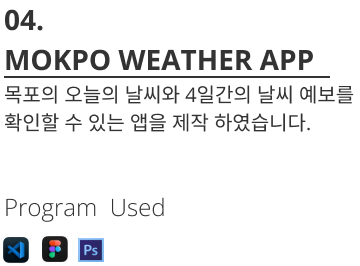 04.
MOKPO WEATHER APP
목포의 오늘의 날씨와 4일간의 날씨 예보를
확인할 수 있는 앱을 제작 하였습니다.
Program Used
Ps